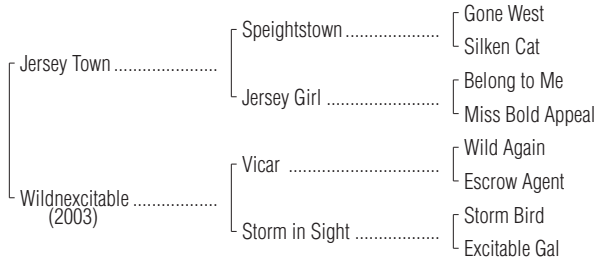 Gone West
Speightstown
Silken Cat
Jersey Town
Belong to Me
Jersey Girl
Miss Bold Appeal
Wild Again
Vicar
Escrow Agent
Wildnexcitable
(2003)
Storm Bird
Storm in Sight
Excitable Gal